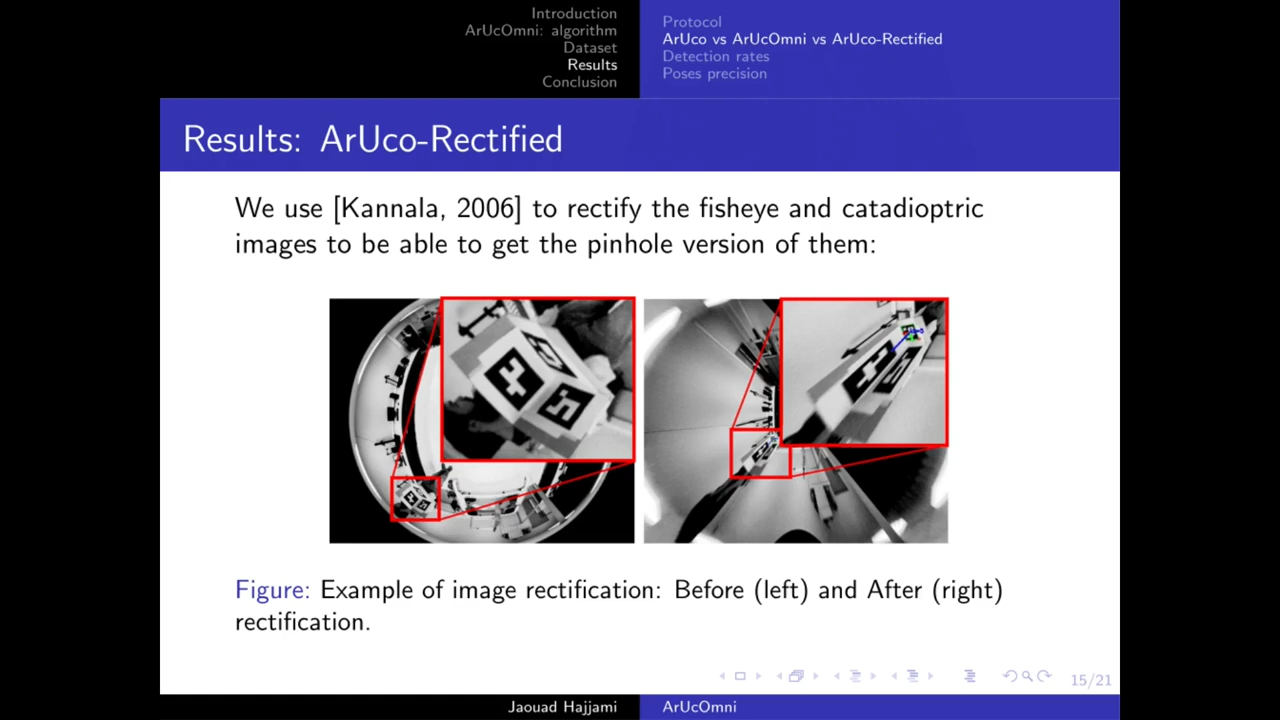 Introduction
ArUcOmni: algorithm
Dataset
Results
Conclusion
Protocol
ArUco vs ArUcOmni vs ArUco-Rectified
Detection rates
Poses precision
Results: ArUco-Rectified
We use [Kannala, 2006] to rectify the fisheye and catadioptric
images to be able to get the pinhole version of them:
Figure: Example of image rectification: Before (left) and After (right)
rectification.
15/21
Jaouad Hajjami
ArUcOmni